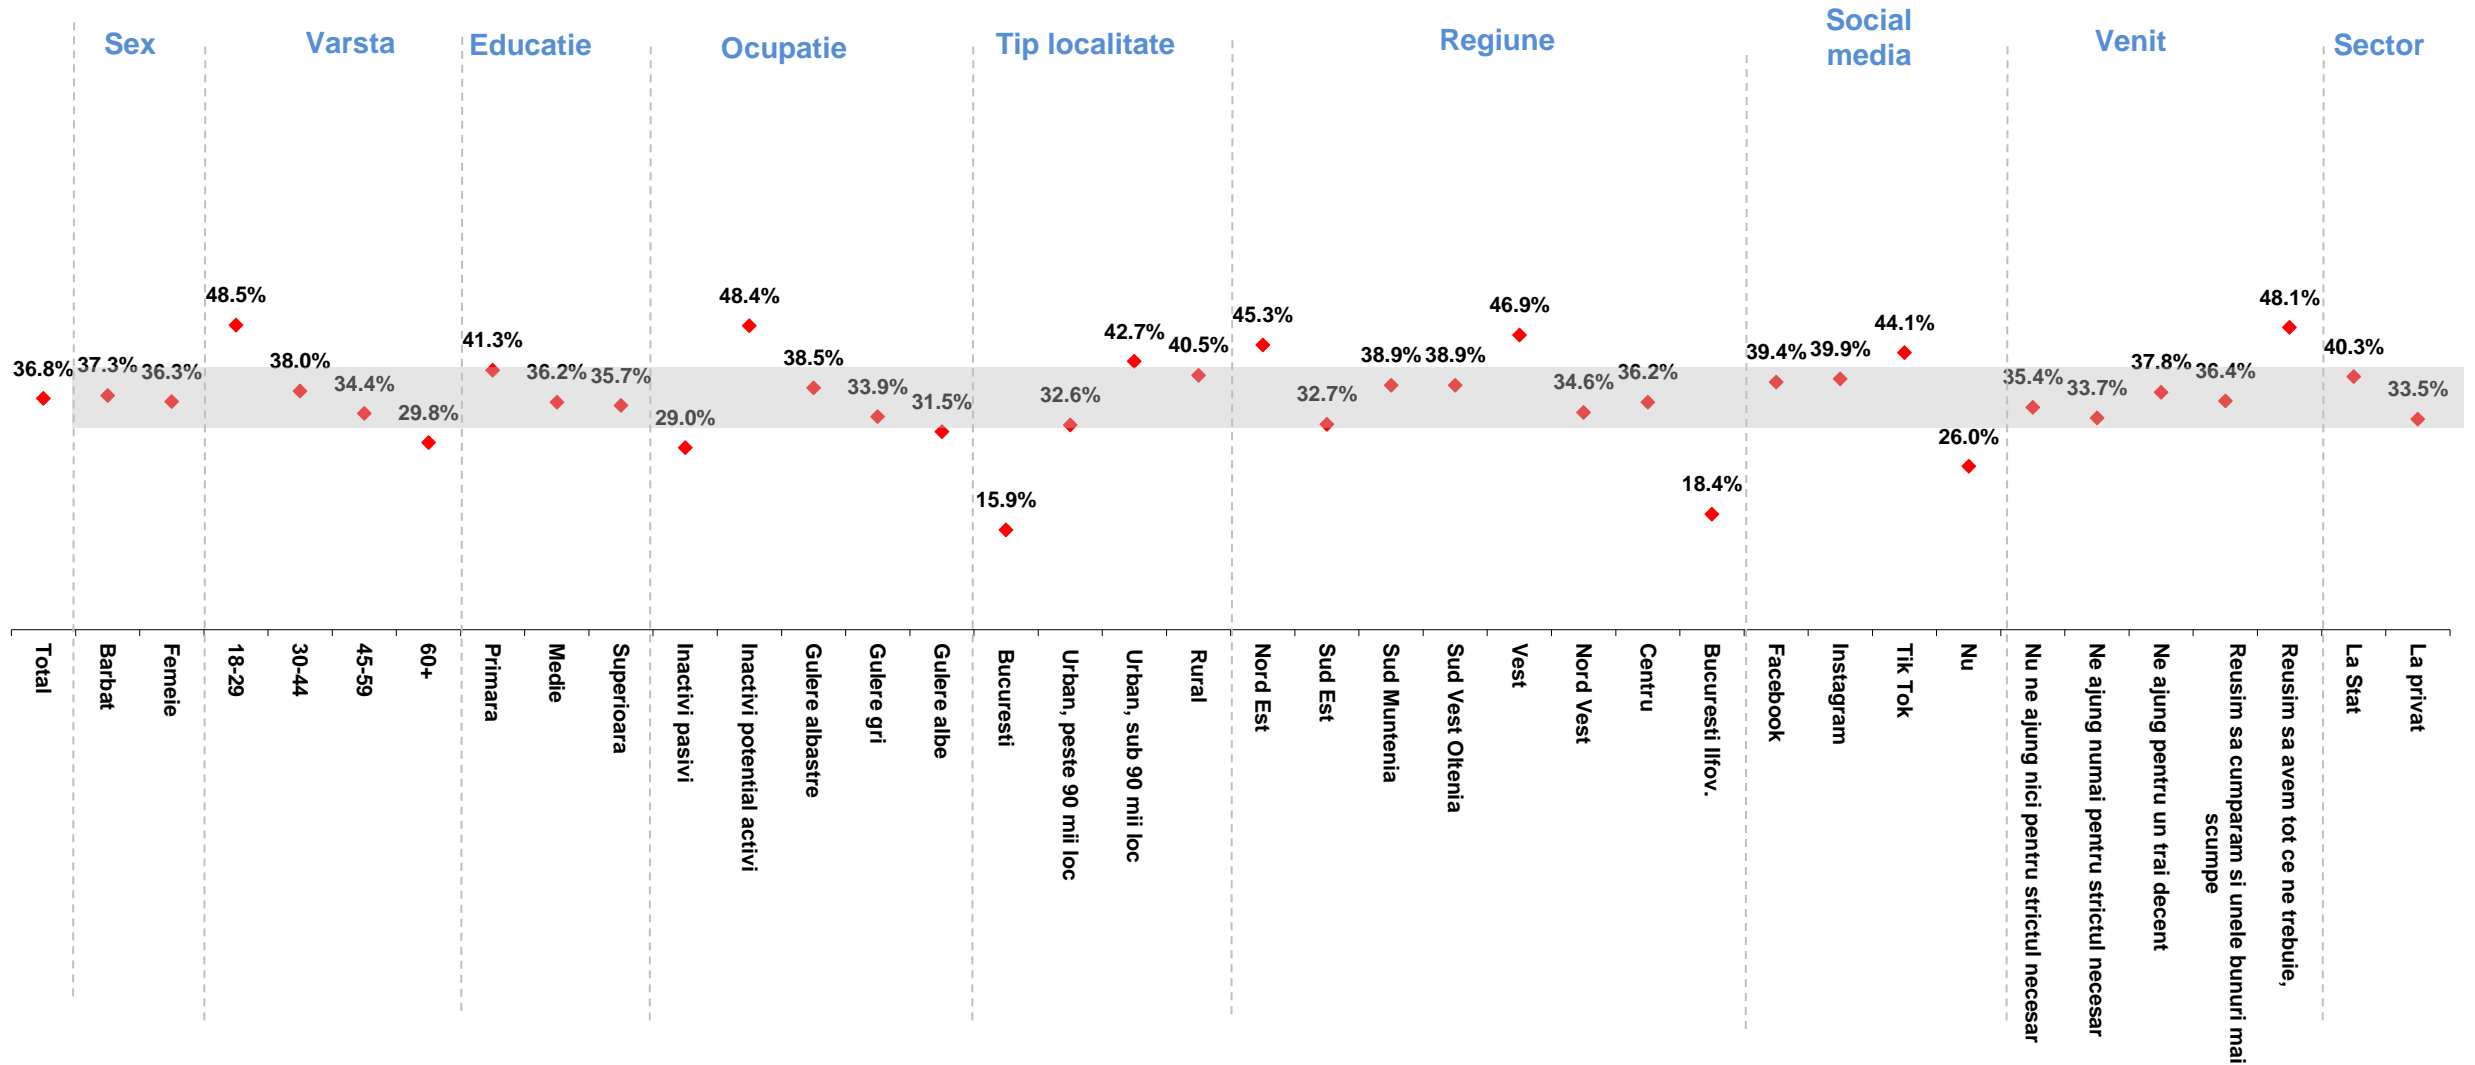 Sex
Varsta
Educatie
Ocupatie
Tip localitate
Regiune
Social
media
Venit
Sector
36.8%
37.3%
36.3%
48.5%
38.0%
34.4%
29.8%
41.3%
36.2%
35.7%
29.0%
48.4%
38.5%
33.9%
31.5%
15.9%
32.6%
42.7%
40.5%
45.3%
32.7%
38.9%
38.9%
46.9%
34.6%
36.2%
18.4%
39.4%
39.9%
44.1%
26.0%
35.4%
33.7%
37.8%
36.4%
48.1%
40.3%
33.5%
Total
Barbat
Femeie
18-29
30-44
45-59
60+
Primara
Medie
Superioara
Inactivi pasivi
Inactivi potential activi
Gulere albastre
Gulere gri
Gulere albe
Bucuresti
Urban, peste 90 mii loc
Urban, sub 90 mii loc
Rural
Nord Est
Sud Est
Sud Muntenia
Sud Vest Oltenia
Vest
Nord Vest
Centru
Bucuresti Ilfov.
Facebook
Instagram
Tik Tok
Nu
Nu ne ajung nici pentru strictul necesar
Ne ajung numai pentru strictul necesar
Ne ajung pentru un trai decent
Reusim sa cumparam si unele bunuri mai
scumpe
Reusim sa avem tot ce ne trebuie,
La Stat
La privat